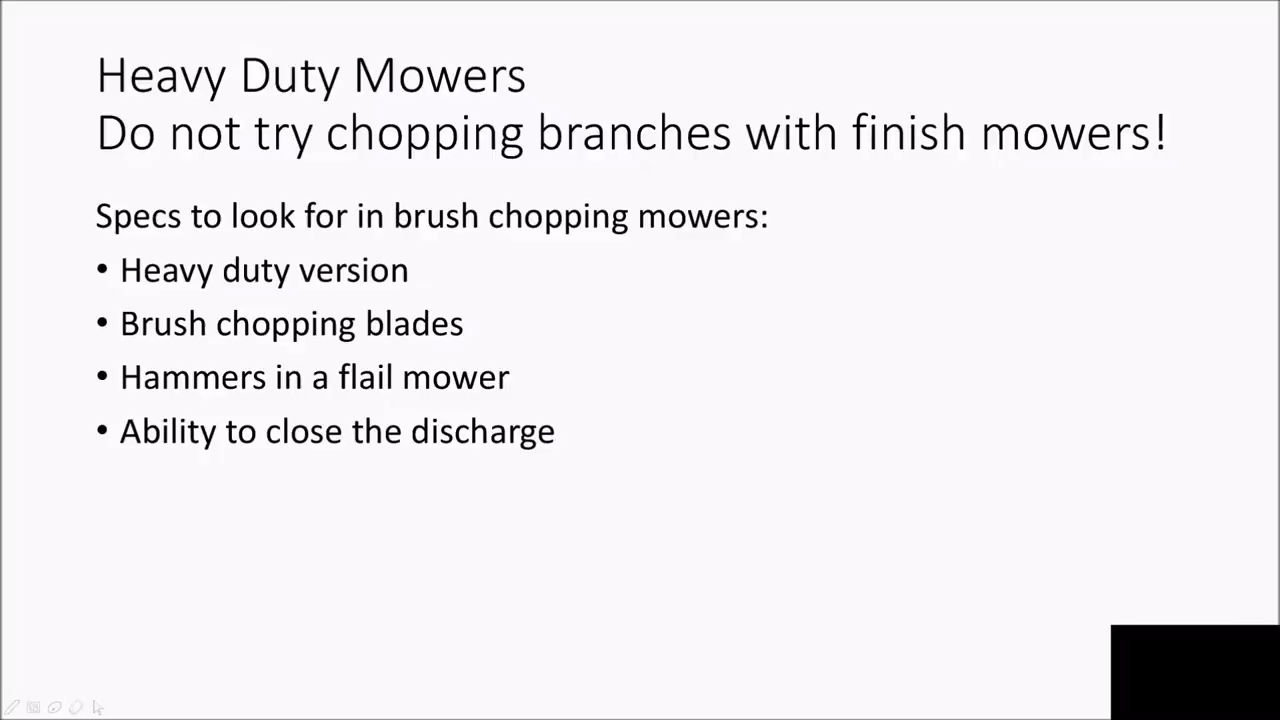 Heavy Duty Mowers
Do not try chopping branches with finish mowers!
Specs to look for in brush chopping mowers:
• Heavy duty version
• Brush chopping blades
• Hammers in a flail mower
• Ability to close the discharge